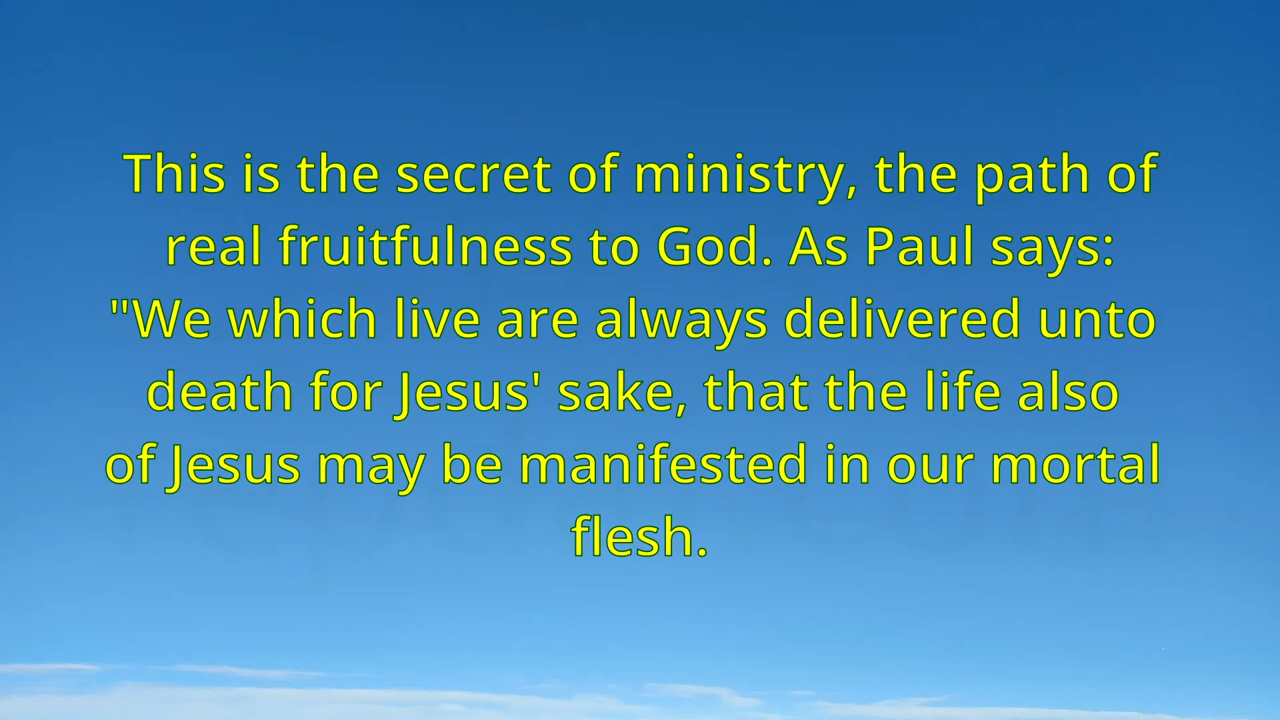 This is the secret of ministry, the path of
real fruitfulness to God. As Paul says:
"We which live are always delivered unto
death for Jesus' sake, that the life also
of Jesus may be manifested in our mortal
flesh.